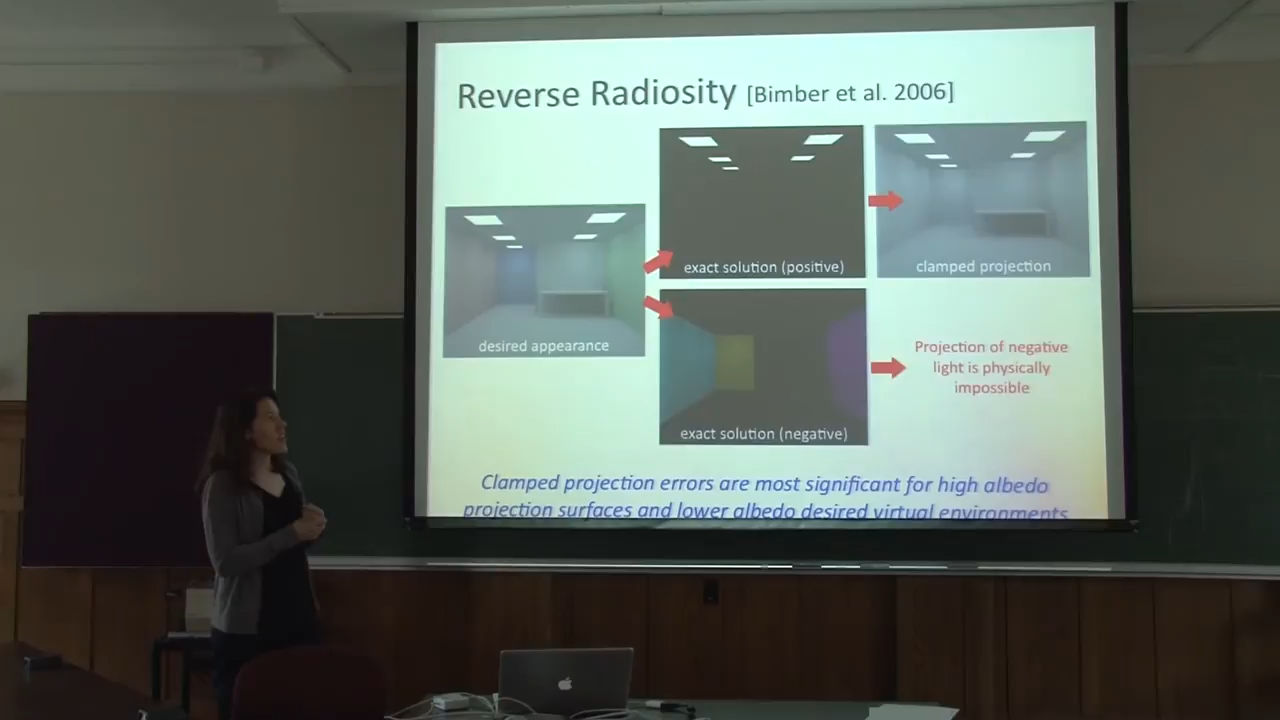 Reverse Radiosity [Bimber et al. 2006]
desired appearance
exact solution (positive)
clamped projection
exact solution (negative)
Projection of negative
light is physically
impossible
Clamped projection errors are most significant for high albedo
projection surfaces and lower albedo desired virtual environments